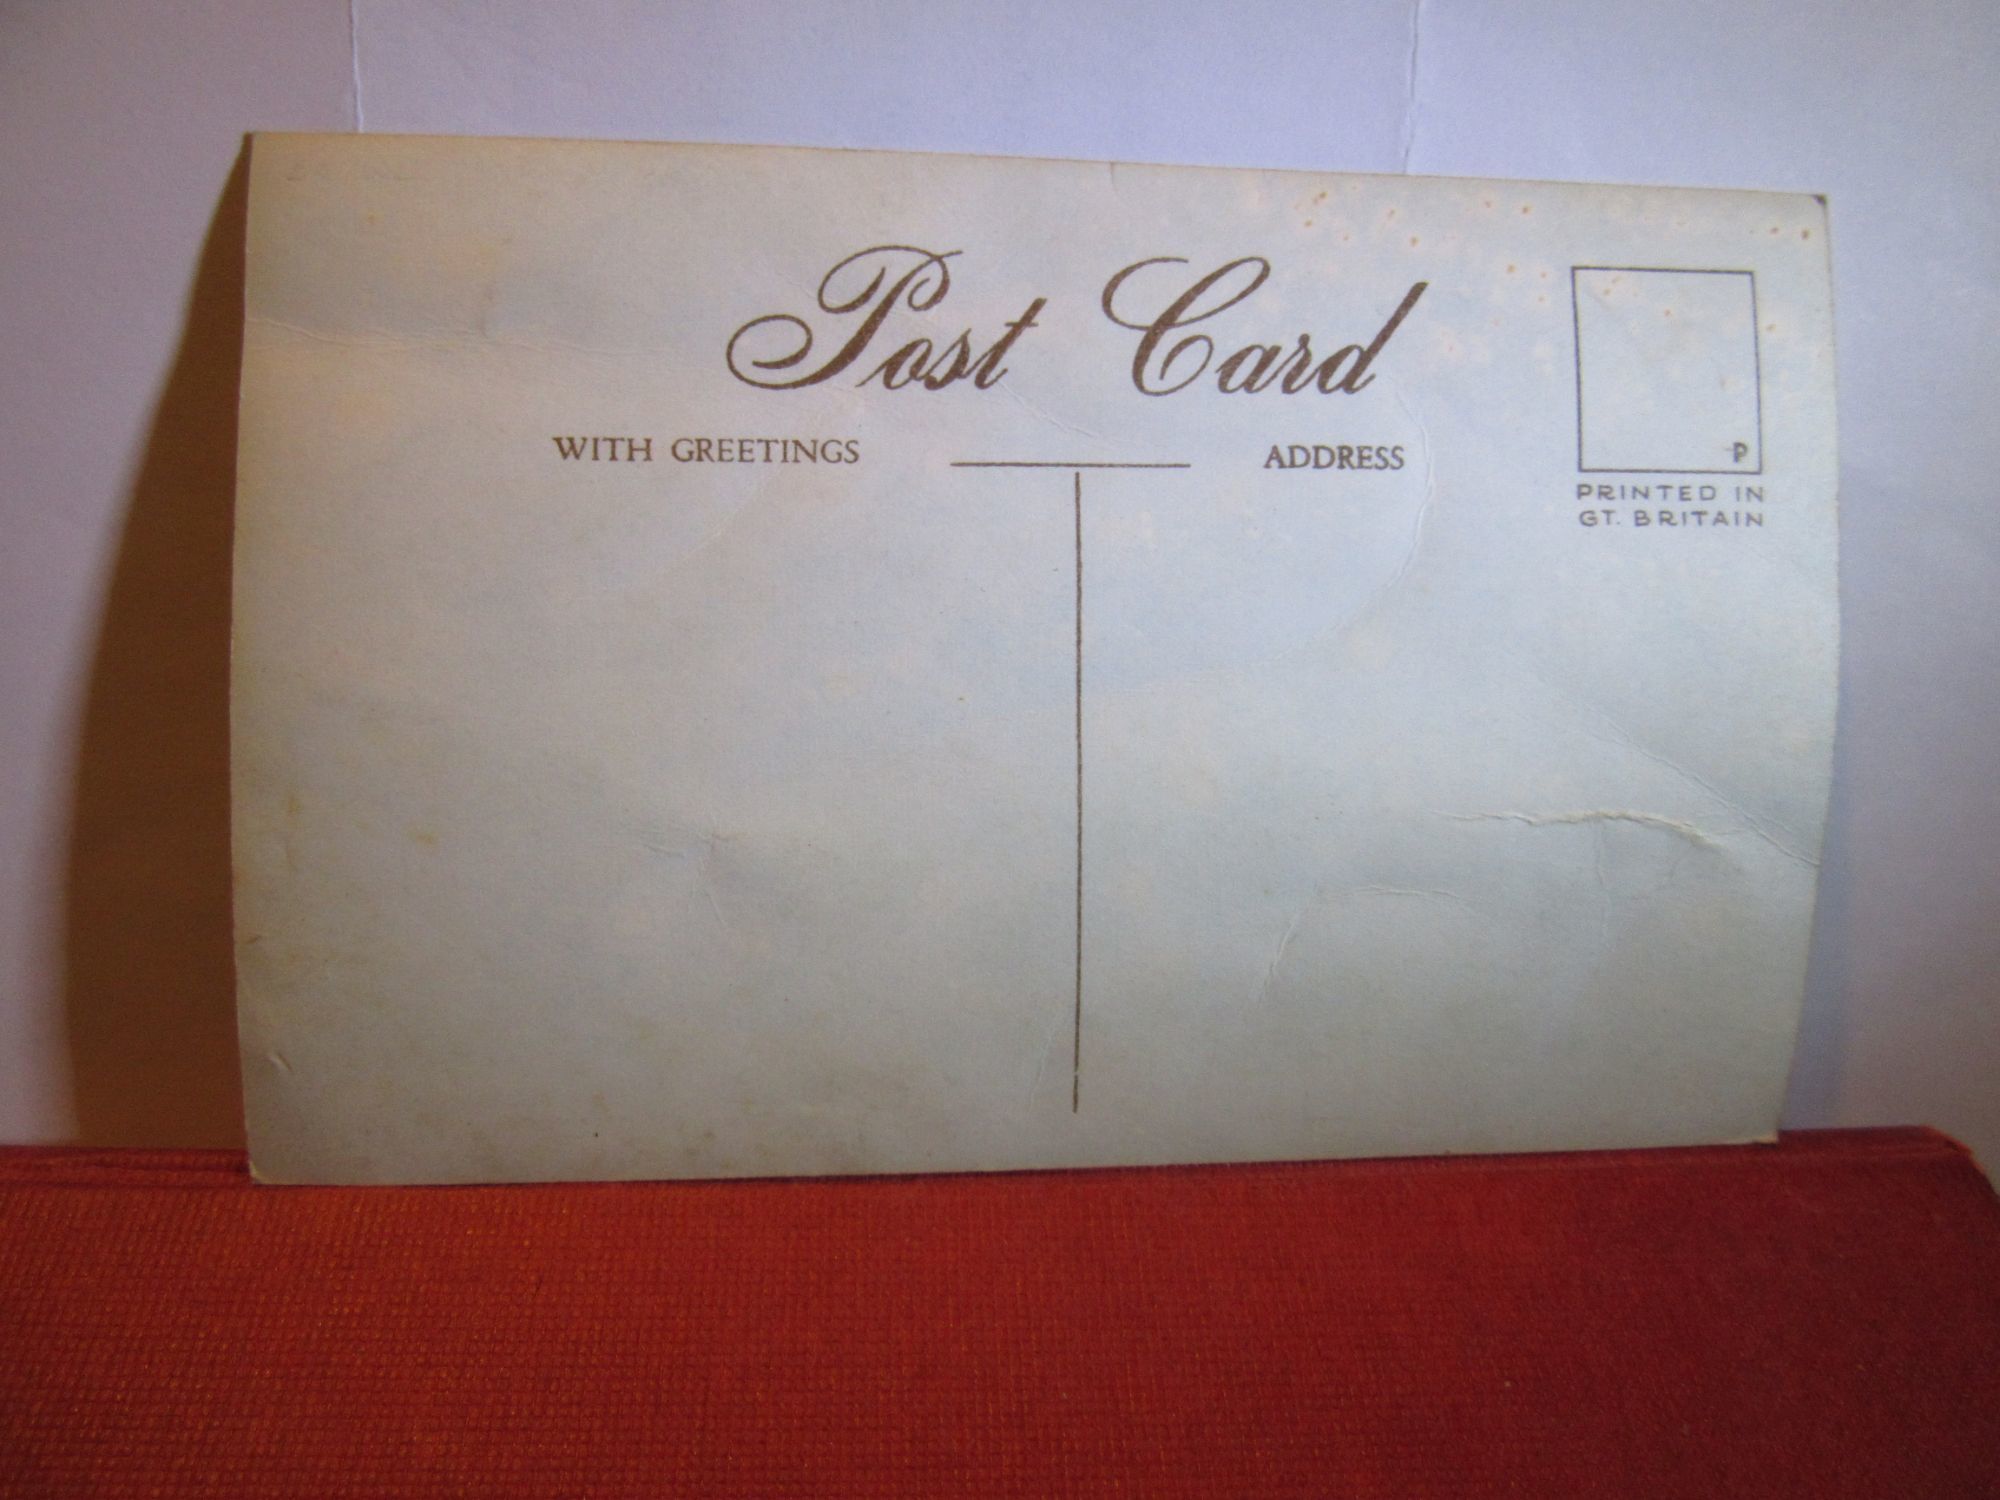 Post Card
WITH GREETINGS
ADDRESS
P
PRINTED IN
GT. BRITAIN